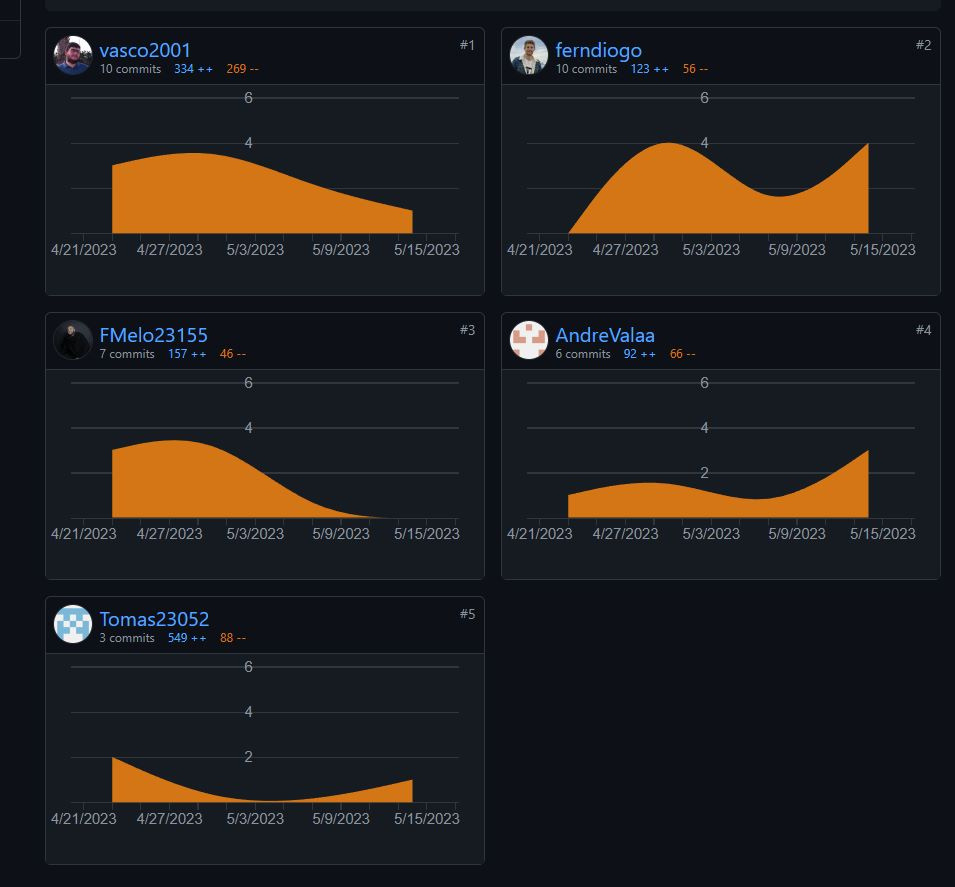 vasco2001 #1
10 commits 334 ++ 269 --
6
4
4/21/2023 4/27/2023 5/3/2023 5/9/2023 5/15/2023
ferndiogo #2
10 commits 123 ++ 56 --
6
4
4/21/2023 4/27/2023 5/3/2023 5/9/2023 5/15/2023
FMelo23155 #3
7 commits 157 ++ 46 --
6
4
4/21/2023 4/27/2023 5/3/2023 5/9/2023 5/15/2023
AndreValaa #4
6 commits 92 ++ 66 --
6
4
2
4/21/2023 4/27/2023 5/3/2023 5/9/2023 5/15/2023
Tomas23052 #5
3 commits 549 ++ 88 --
6
4
2
4/21/2023 4/27/2023 5/3/2023 5/9/2023 5/15/2023